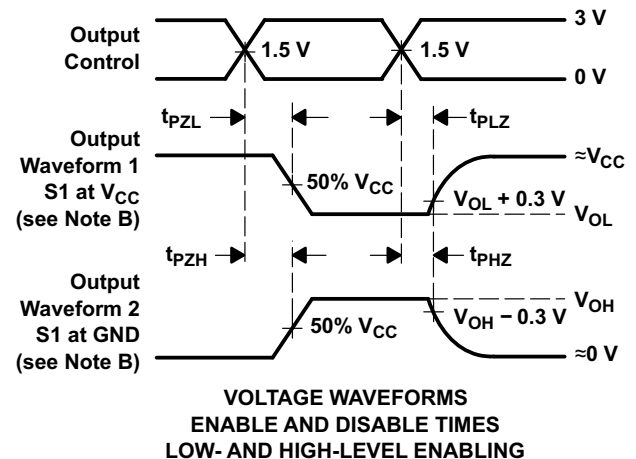 Output
Control
1.5 V
1.5 V
3 V
0 V
tPZL
tPLZ
Output
Waveform 1
S1 at VCC
(see Note B)
50% VCC
≈VCC
VOL + 0.3 V
VOL
tPZH
tPHZ
Output
Waveform 2
S1 at GND
(see Note B)
50% VCC
VOH
VOH − 0.3 V
≈0 V
VOLTAGE WAVEFORMS
ENABLE AND DISABLE TIMES
LOW- AND HIGH-LEVEL ENABLING